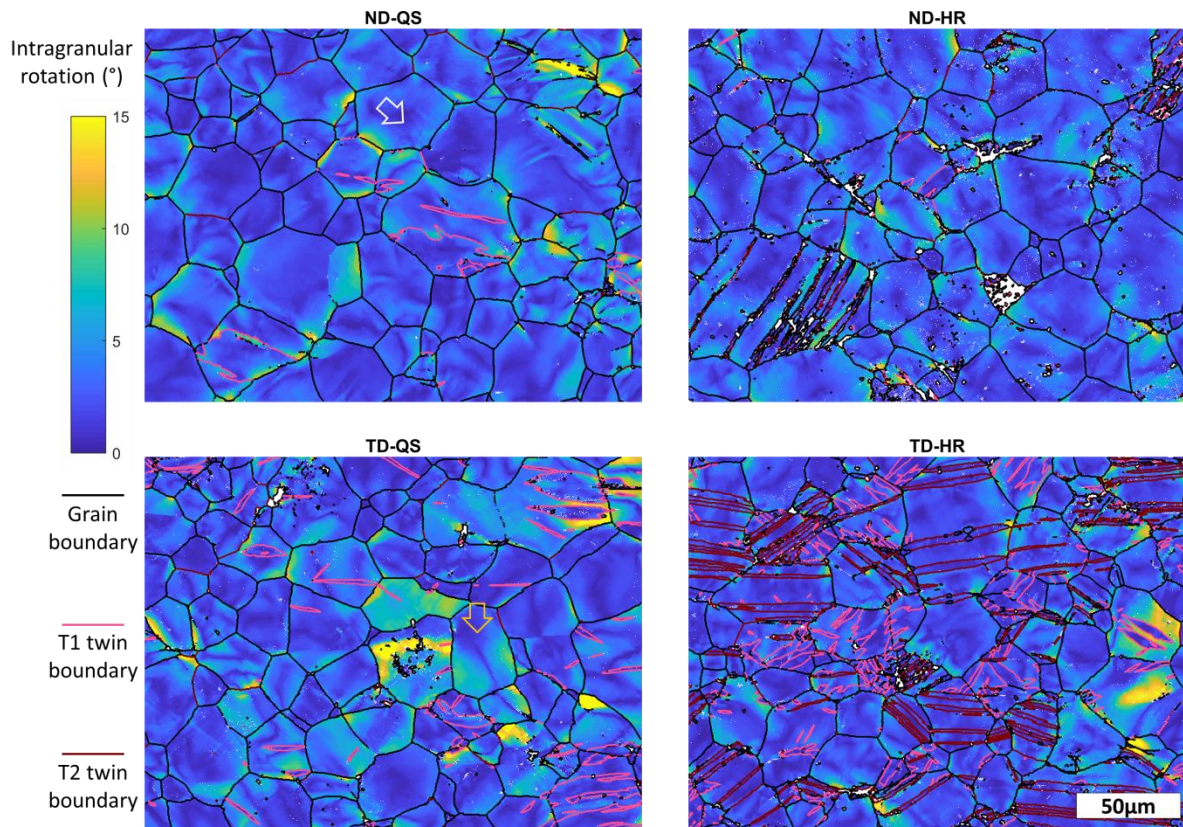 ND-QS
ND-HR
Intragranular
rotation (°)
15
10
5
0
TD-QS
TD-HR
Grain
boundary
T1 twin
boundary
T2 twin
boundary
50µm